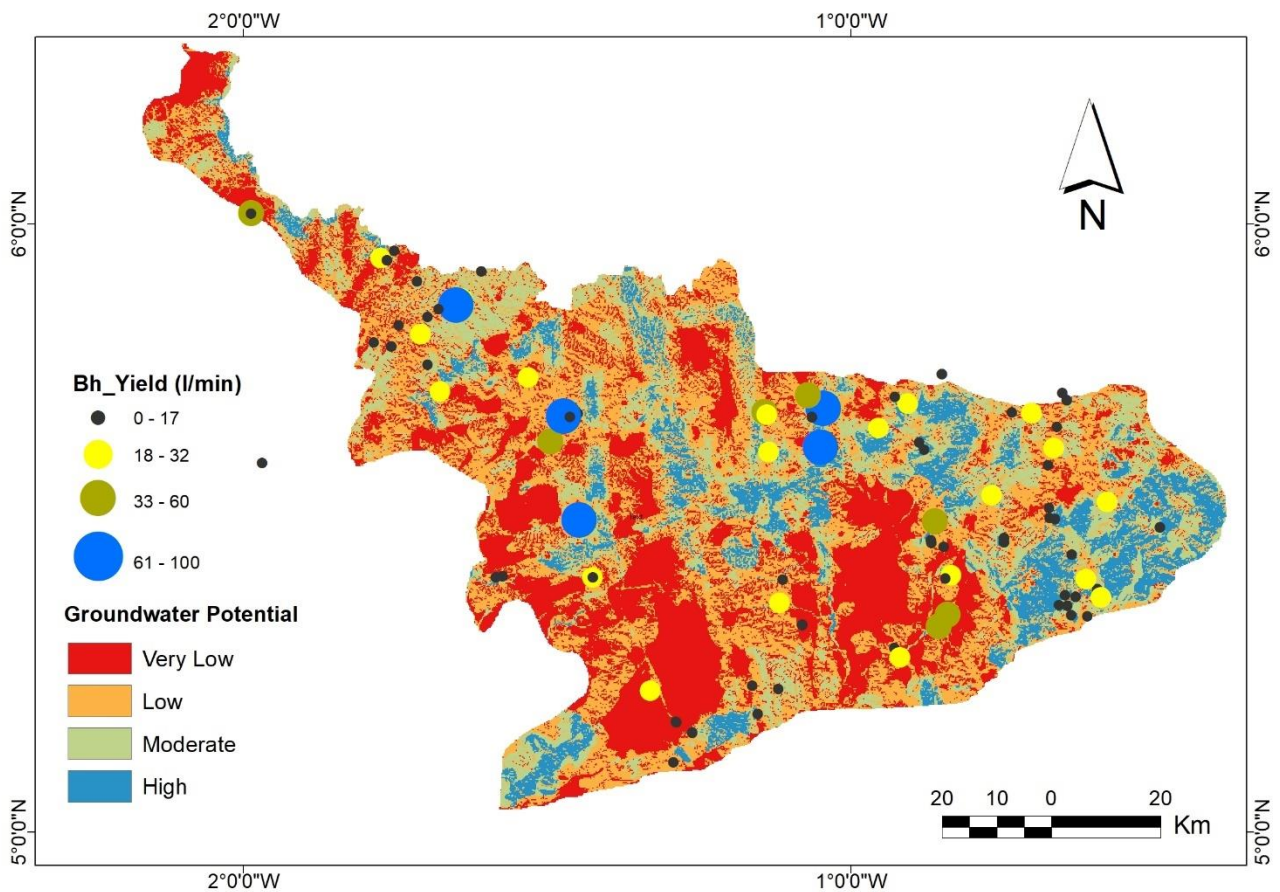 2°0'0"W
1°0'0"W
6°0'0"N
6°0'0"N
N
Bh_Yield (l/min)
0 - 17
18 - 32
33 - 60
61 - 100
Groundwater Potential
Very Low
Low
Moderate
High
20 10 0 20
Km
5°0'0"N
5°0'0"N
2°0'0"W
1°0'0"W